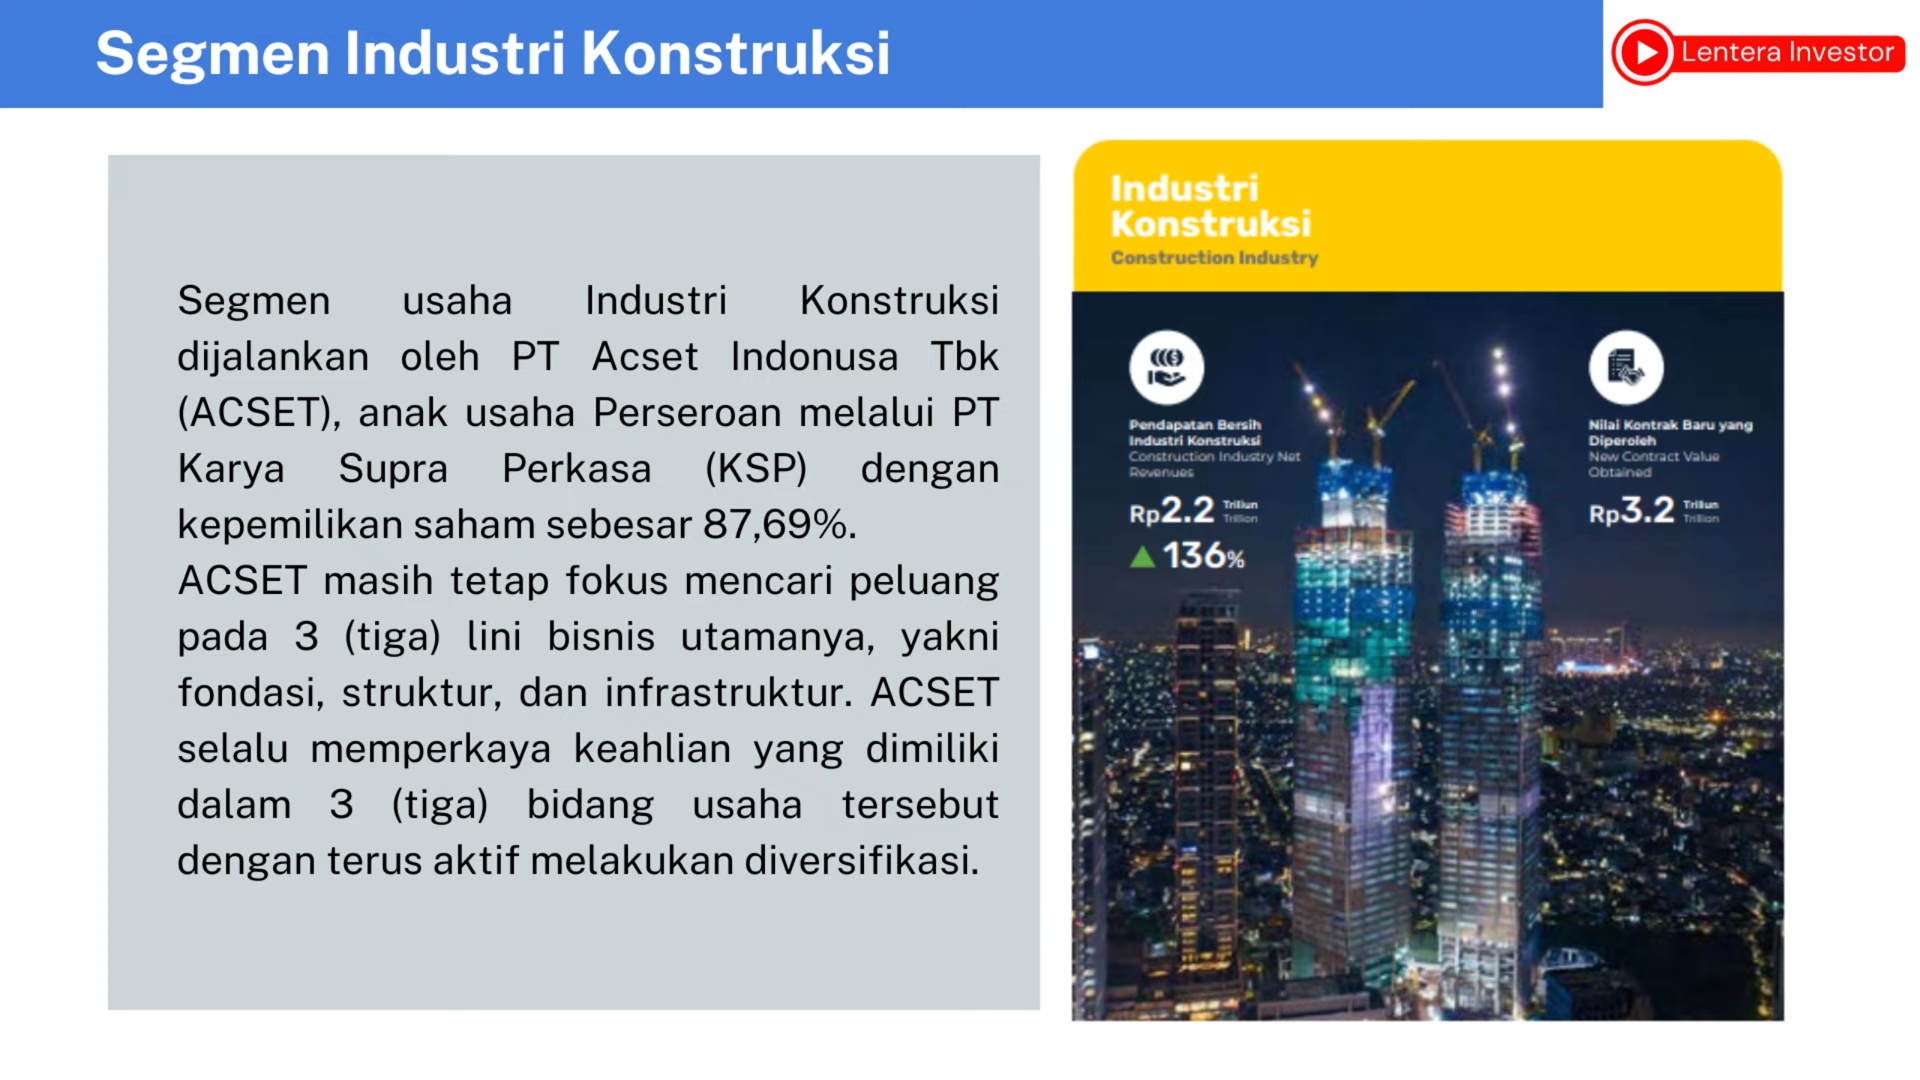 Segmen Industri Konstruksi
Lentera Investor
Segmen usaha Industri Konstruksi
dijalankan oleh PT Acset Indonusa Tbk
(ACSET), anak usaha Perseroan melalui PT
Karya Supra Perkasa (KSP) dengan
kepemilikan saham sebesar 87,69%.
ACSET masih tetap fokus mencari peluang
pada 3 (tiga) lini bisnis utamanya, yakni
fondasi, struktur, dan infrastruktur. ACSET
selalu memperkaya keahlian yang dimiliki
dalam 3 (tiga) bidang usaha tersebut
dengan terus aktif melakukan diversifikasi.
Industri
Konstruksi
Construction Industry
Pendapatan Bersih
Industri Konstruksi
Construction Industry Net
Revenues
Rp2.2 Triliun
Trillion
136%
Nilai Kontrak Baru yang
Diperoleh
New Contract Value
Obtained
Rp3.2 Triliun
Trillion